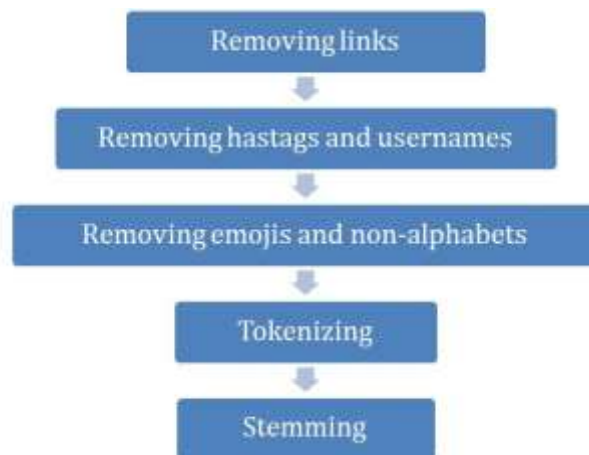 Removing links
Removing hastags and usernames
Removing emojis and non-alphabets
Tokenizing
Stemming